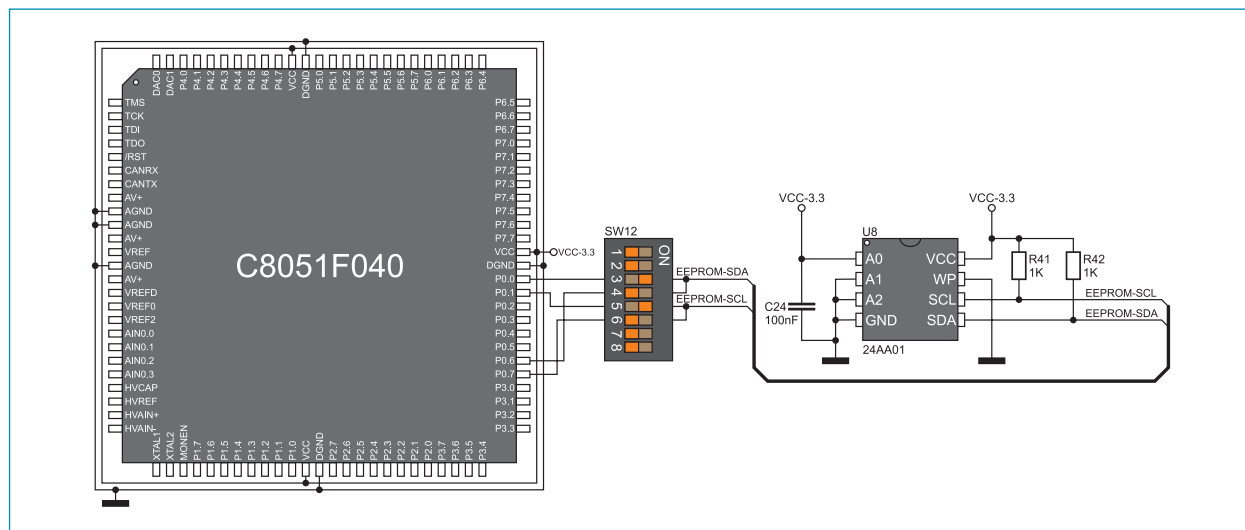 DAC0
DAC1
P4.0
P4.1
P4.2
P4.3
P4.4
P4.5
P4.6
P4.7
VCC
DGND
P5.0
P5.1
P5.2
P5.3
P5.4
P5.5
P5.6
P5.7
P6.0
P6.1
P6.2
P6.3
P6.4
TMS
TCK
TDI
TDO
/RST
CANRX
CANTX
AV+
AGND
AGND
AV+
VREF
AGND
AV+
VREFD
VREF0
VREF2
AIN0.0
AIN0.1
AIN0.2
AIN0.3
HVCAP
HVREF
HVAIN+
HVAIN-
C8051F040
P6.5
P6.6
P6.7
P7.0
P7.1
P7.2
P7.3
P7.4
P7.5
P7.6
P7.7
VCC
DGND
P0.0
P0.1
P0.2
P0.3
P0.4
P0.5
P0.6
P0.7
P3.0
P3.1
P3.2
P3.3
XTAL1
XTAL2
MONEN
P1.7
P1.6
P1.5
P1.4
P1.3
P1.2
P1.1
P1.0
VCC
DGND
P2.7
P2.6
P2.5
P2.4
P2.3
P2.2
P2.1
P2.0
P3.7
P3.6
P3.5
P3.4
VCC-3.3
SW12
ON
1
2
3
4
5
6
7
8
EEPROM-SDA
EEPROM-SCL
VCC-3.3
VCC-3.3
C24
100nF
U8
A0
A1
A2
GND
VCC
WP
SCL
SDA
24AA01
R41
1K
R42
1K
EEPROM-SCL
EEPROM-SDA